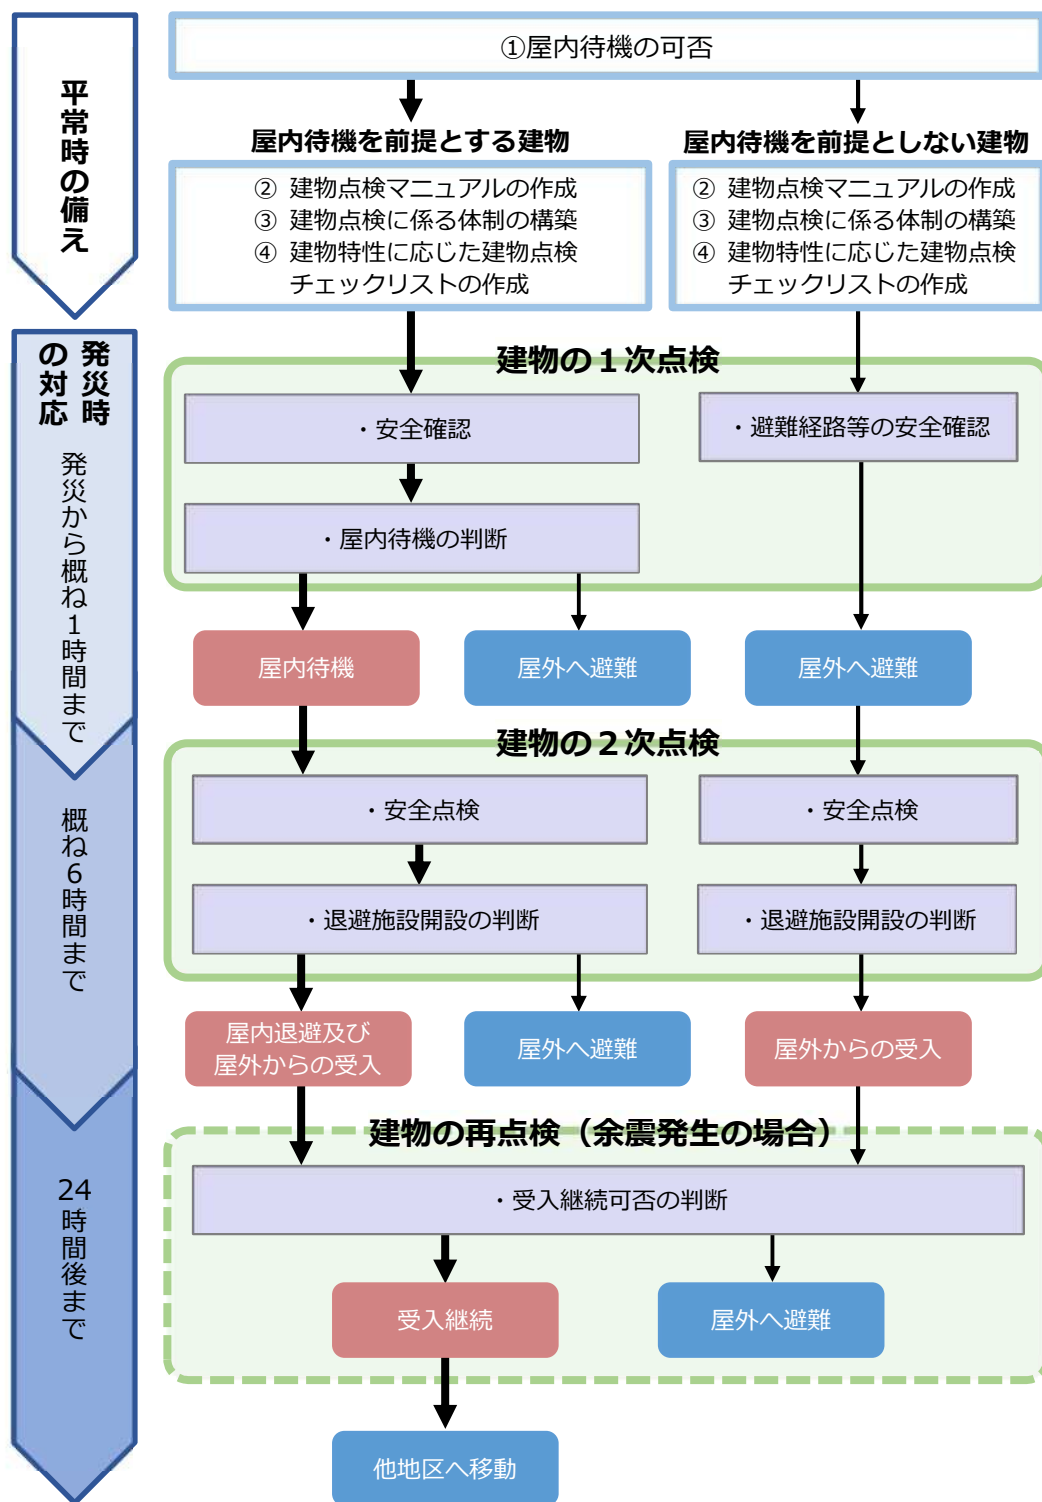 平常時の備え
①屋内待機の可否
屋内待機を前提とする建物
屋内待機を前提としない建物
② 建物点検マニュアルの作成
③ 建物点検に係る体制の構築
④ 建物特性に応じた建物点検
チェックリストの作成
② 建物点検マニュアルの作成
③ 建物点検に係る体制の構築
④ 建物特性に応じた建物点検
チェックリストの作成
発災時
の対応
発災から概ね1時間まで
建物の１次点検
・安全確認
・避難経路等の安全確認
・屋内待機の判断
屋内待機
屋外へ避難
屋外へ避難
概ね6時間まで
建物の２次点検
・安全点検
・安全点検
・退避施設開設の判断
・退避施設開設の判断
屋内退避及び
屋外からの受入
屋外へ避難
屋外からの受入
24時間後まで
建物の再点検（余震発生の場合）
・受入継続可否の判断
受入継続
屋外へ避難
他地区へ移動